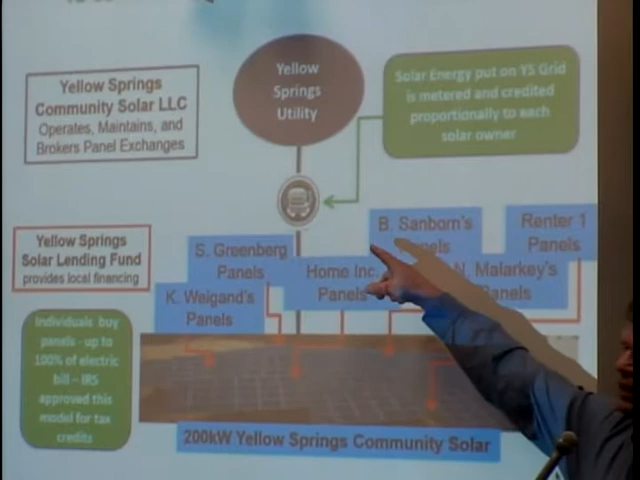 Yellow Springs
Community Solar LLC
Operates, Maintains, and
Brokers Panel Exchanges
Yellow
Springs
Utility
Solar Energy put on YS Grid
is metered and credited
proportionally to each
solar owner
Yellow Springs
Solar Lending Fund
provides local financing
S. Greenberg
Panels
K. Weigand's
Panels
Home Inc.
Panels
B. Sanborn's
N. Malarkey's
Renter 1
Panels
Individuals buy
panels - up to
100% of electric
bill – IRS
approved this
model for tax
credits
200kW Yellow Springs Community Solar